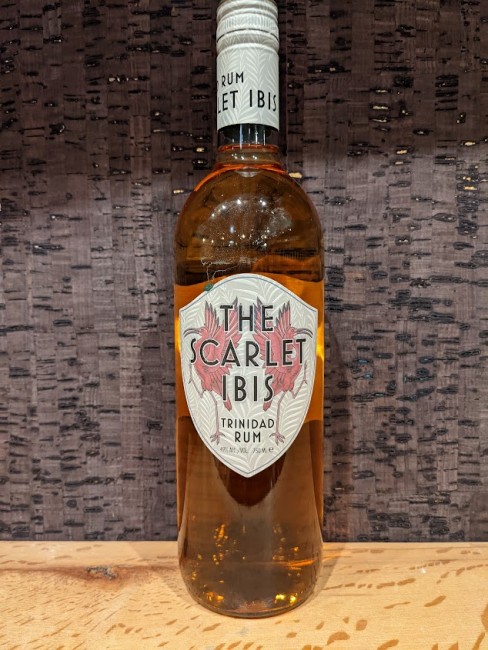 RUM
LET IBIS
THE
SCARLET
IBIS
TRINIDAD
RUM